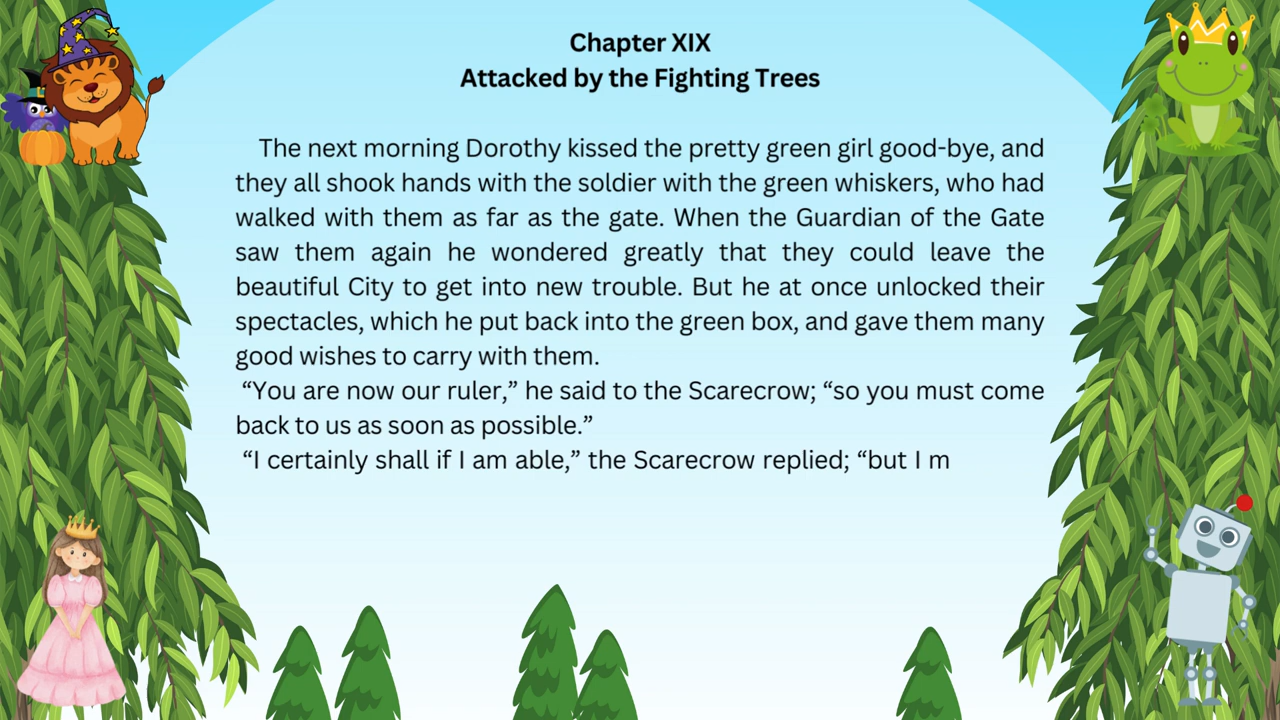 Chapter XIX
Attacked by the Fighting Trees
The next morning Dorothy kissed the pretty green girl good-bye, and
they all shook hands with the soldier with the green whiskers, who had
walked with them as far as the gate. When the Guardian of the Gate
saw them again he wondered greatly that they could leave the
beautiful City to get into new trouble. But he at once unlocked their
spectacles, which he put back into the green box, and gave them many
good wishes to carry with them.
“You are now our ruler,” he said to the Scarecrow; “so you must come
back to us as soon as possible.”
“I certainly shall if I am able,” the Scarecrow replied; “but I m